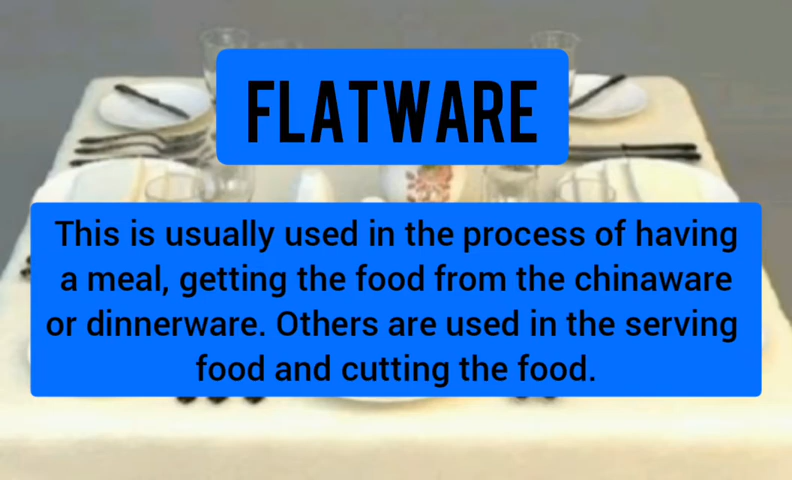 FLATWARE
This is usually used in the process of having
a meal, getting the food from the chinaware
or dinnerware. Others are used in the serving
food and cutting the food.